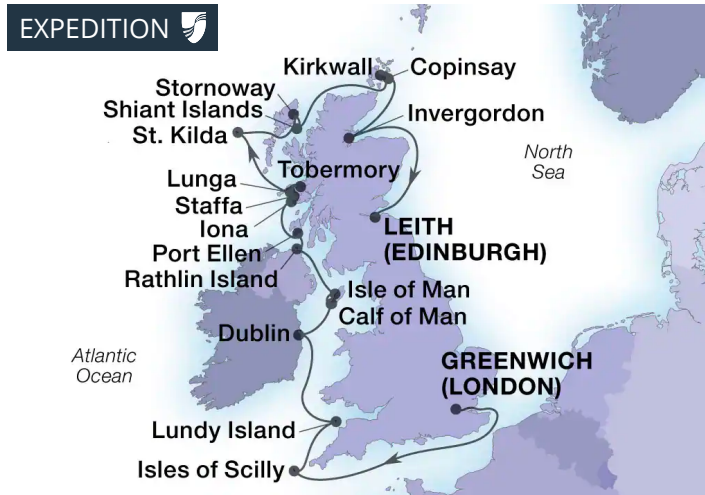 EXPEDITION
Kirkwall
Copinsay
Stornoway
Shiant Islands
St. Kilda
Invergordon
North
Sea
Tobermory
Lunga
Staffa
Iona
Port Ellen
Rathlin Island
LEITH
(EDINBURGH)
Isle of Man
Calf of Man
Dublin
Atlantic
Ocean
GREENWICH
(LONDON)
Lundy Island
Isles of Scilly